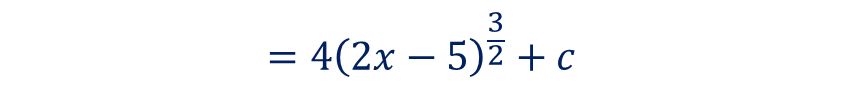 = 4(2x − 5)^{3/2} + c